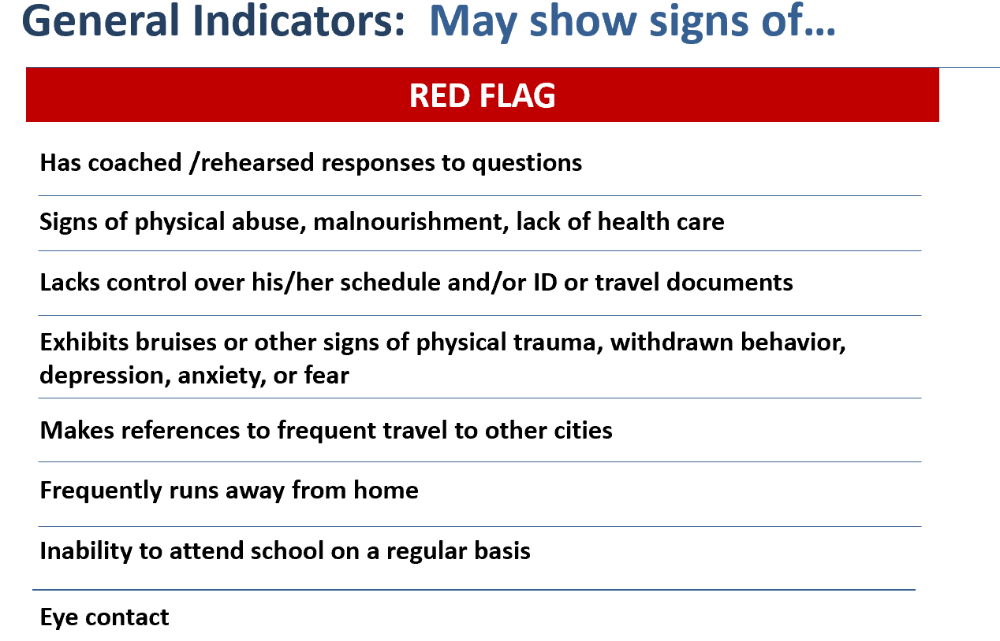 General Indicators: May show signs of...
RED FLAG
Has coached /rehearsed responses to questions
Signs of physical abuse, malnourishment, lack of health care
Lacks control over his/her schedule and/or ID or travel documents
Exhibits bruises or other signs of physical trauma, withdrawn behavior,
depression, anxiety, or fear
Makes references to frequent travel to other cities
Frequently runs away from home
Inability to attend school on a regular basis
Eye contact